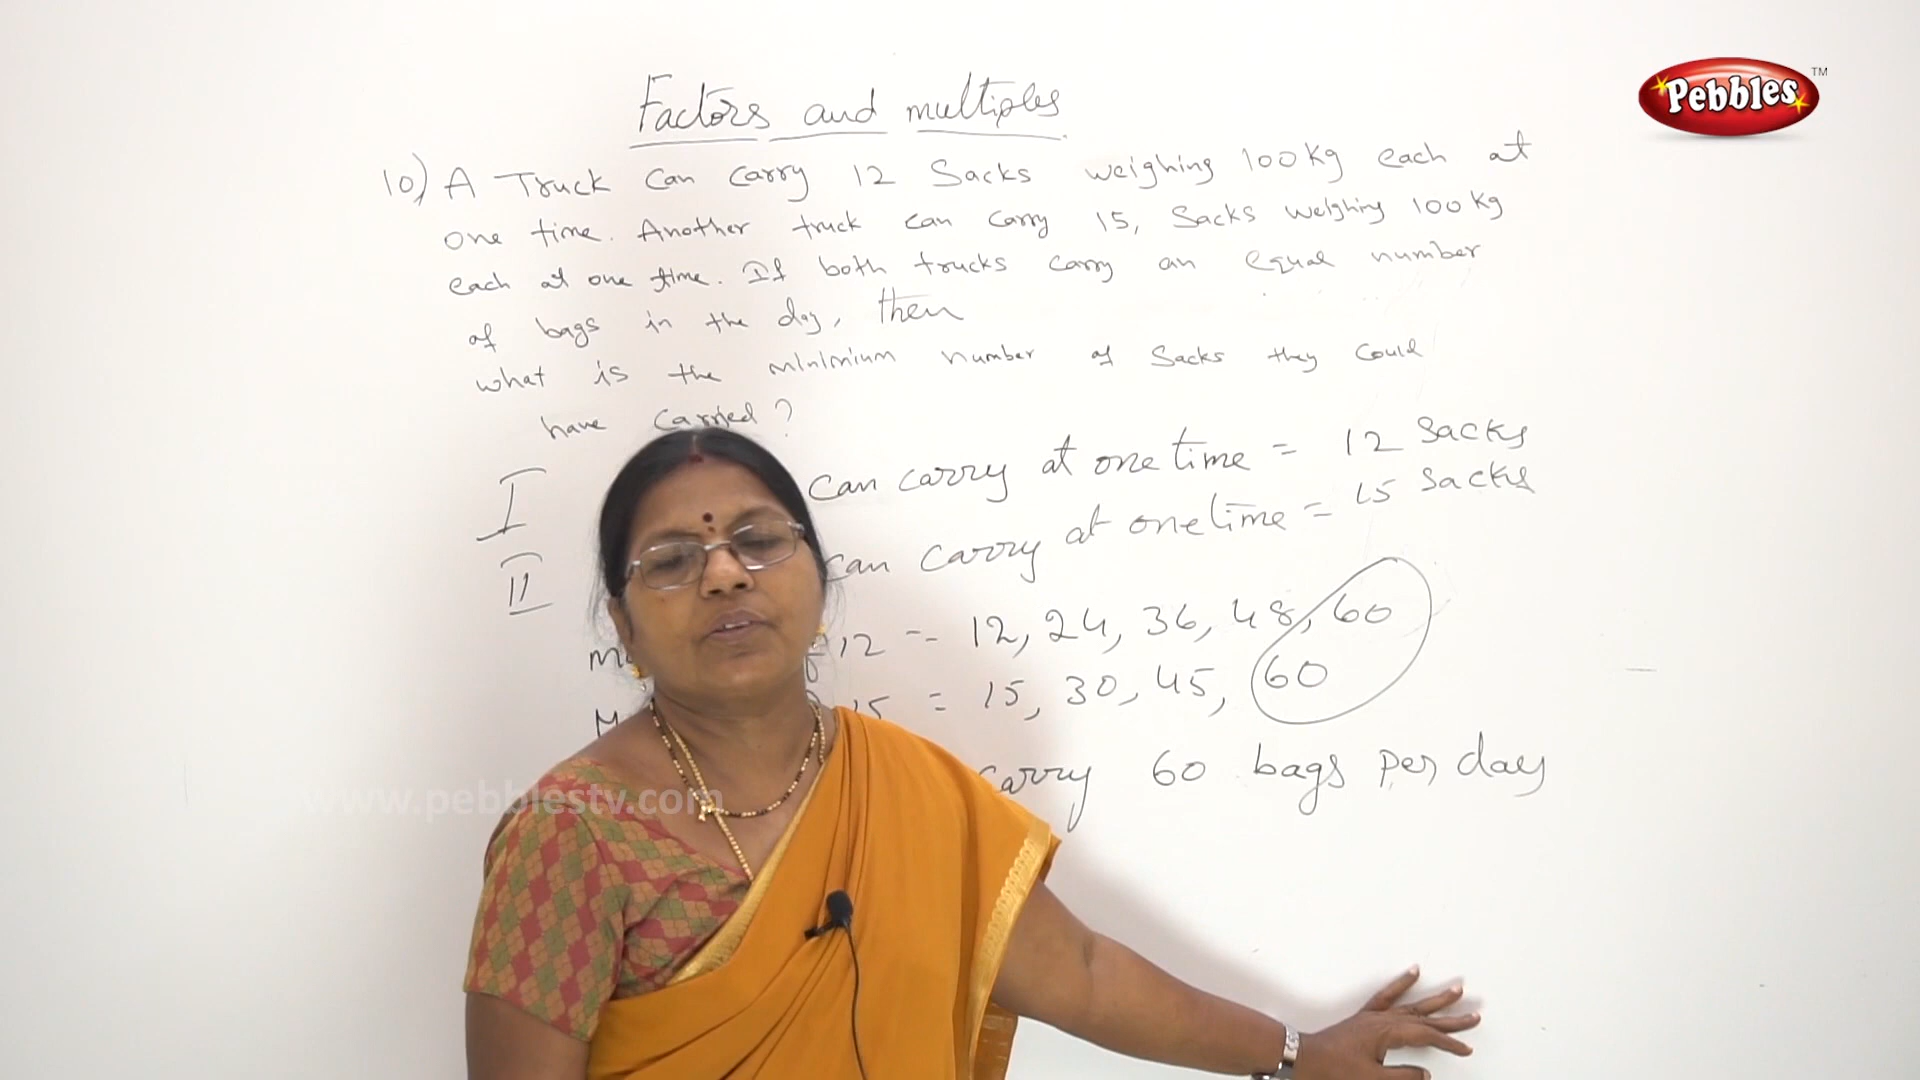 Factors and multiples
Pebbles TM
10) A Truck can carry 12 Sacks weighing 100Kg each at
one time. Another truck can carry 15, Sacks weighing 100Kg
each at one time. If both trucks carry an equal number
of bags in the day, then
what is the minimium number of Sacks they could
have carried?
I can carry at one time = 12 Sacks
II can carry at one time = 15 Sacks
12 = 12, 24, 36, 48, 60
15 = 15, 30, 45, 60
carry 60 bags per day
www.pebblestv.com